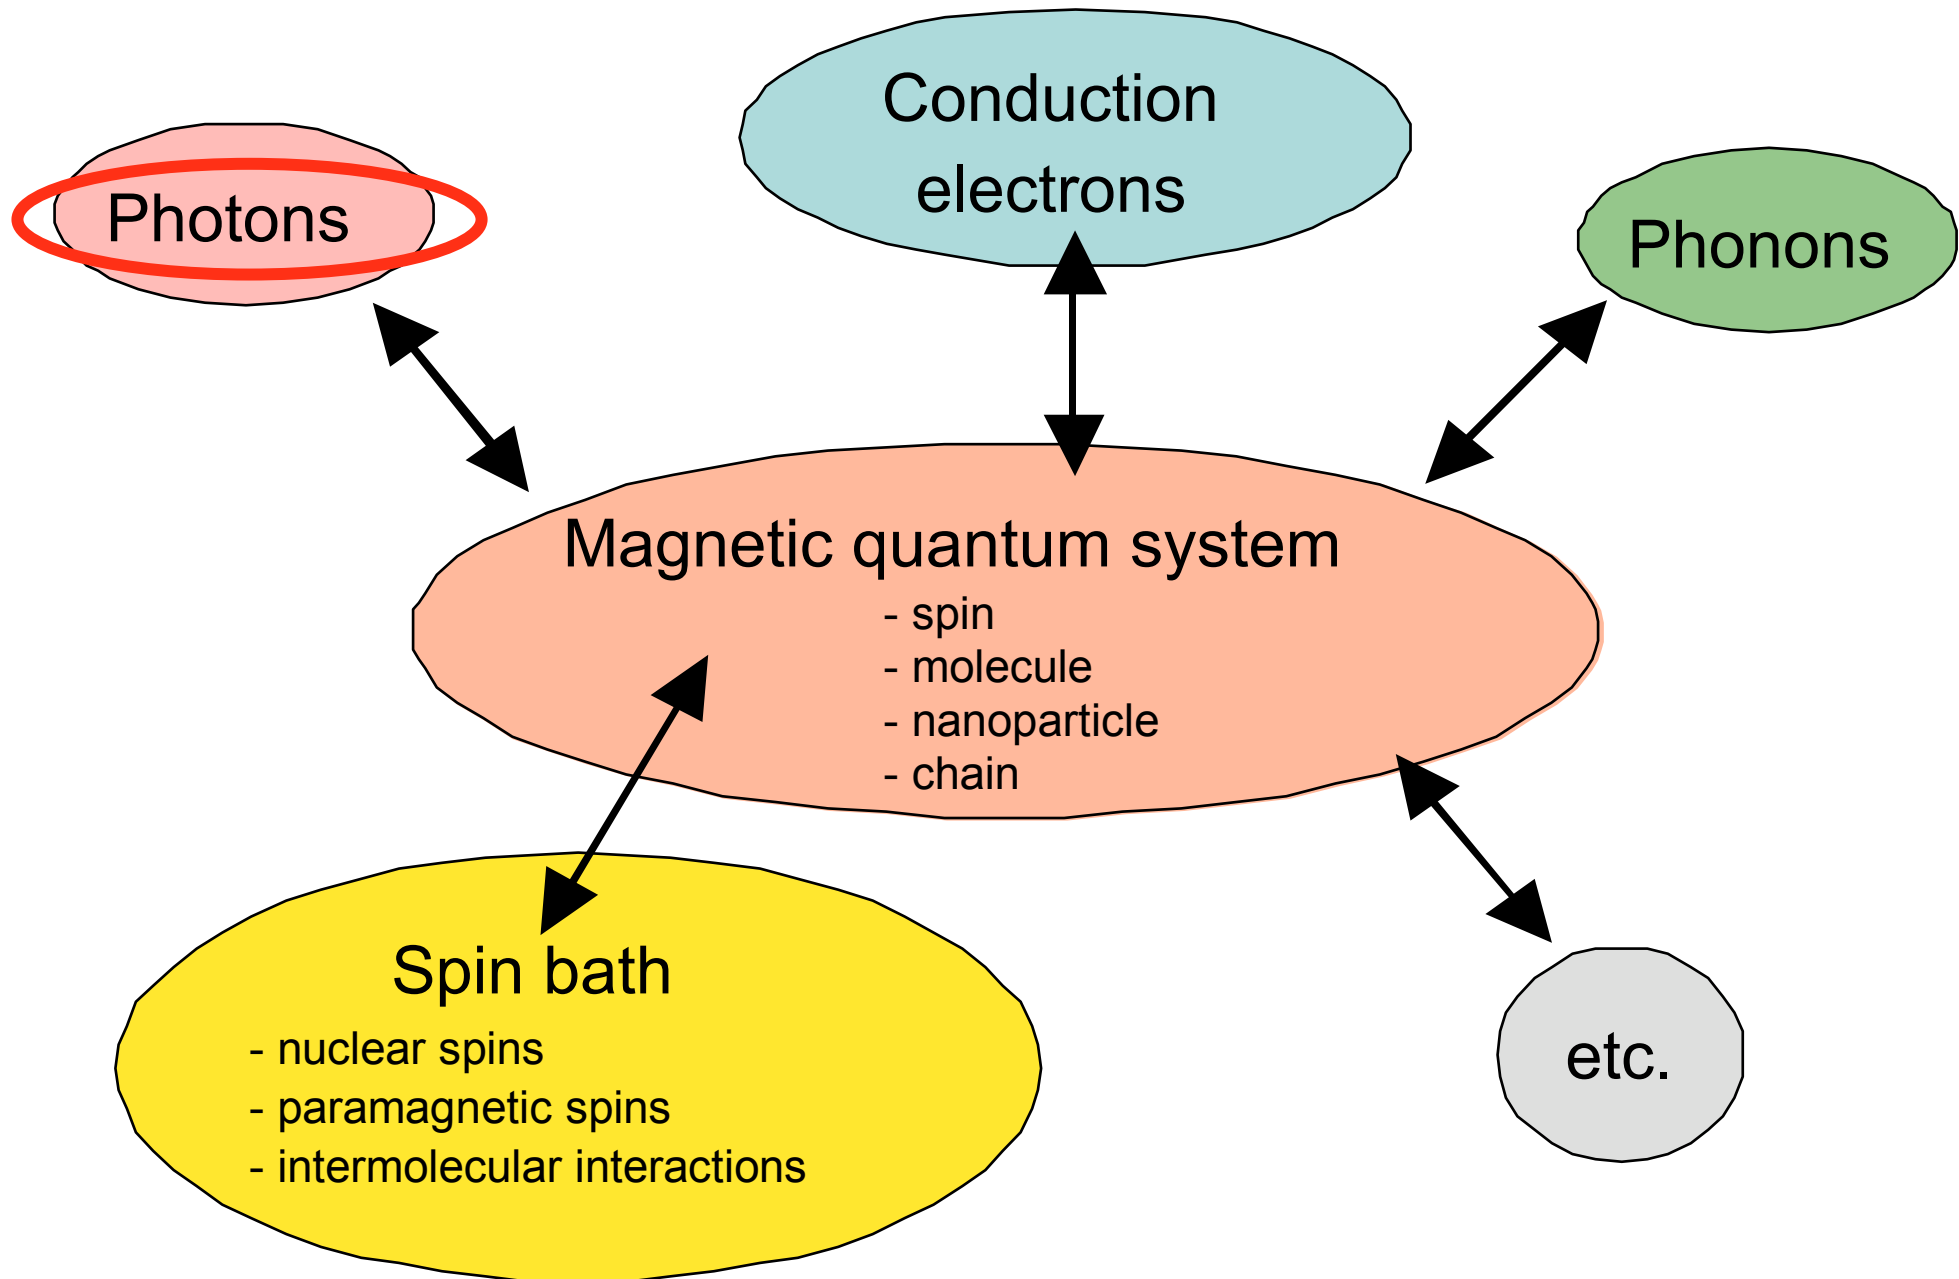 Conduction
electrons
Photons
Phonons
Magnetic quantum system
- spin
- molecule
- nanoparticle
- chain
Spin bath
- nuclear spins
- paramagnetic spins
- intermolecular interactions
etc.